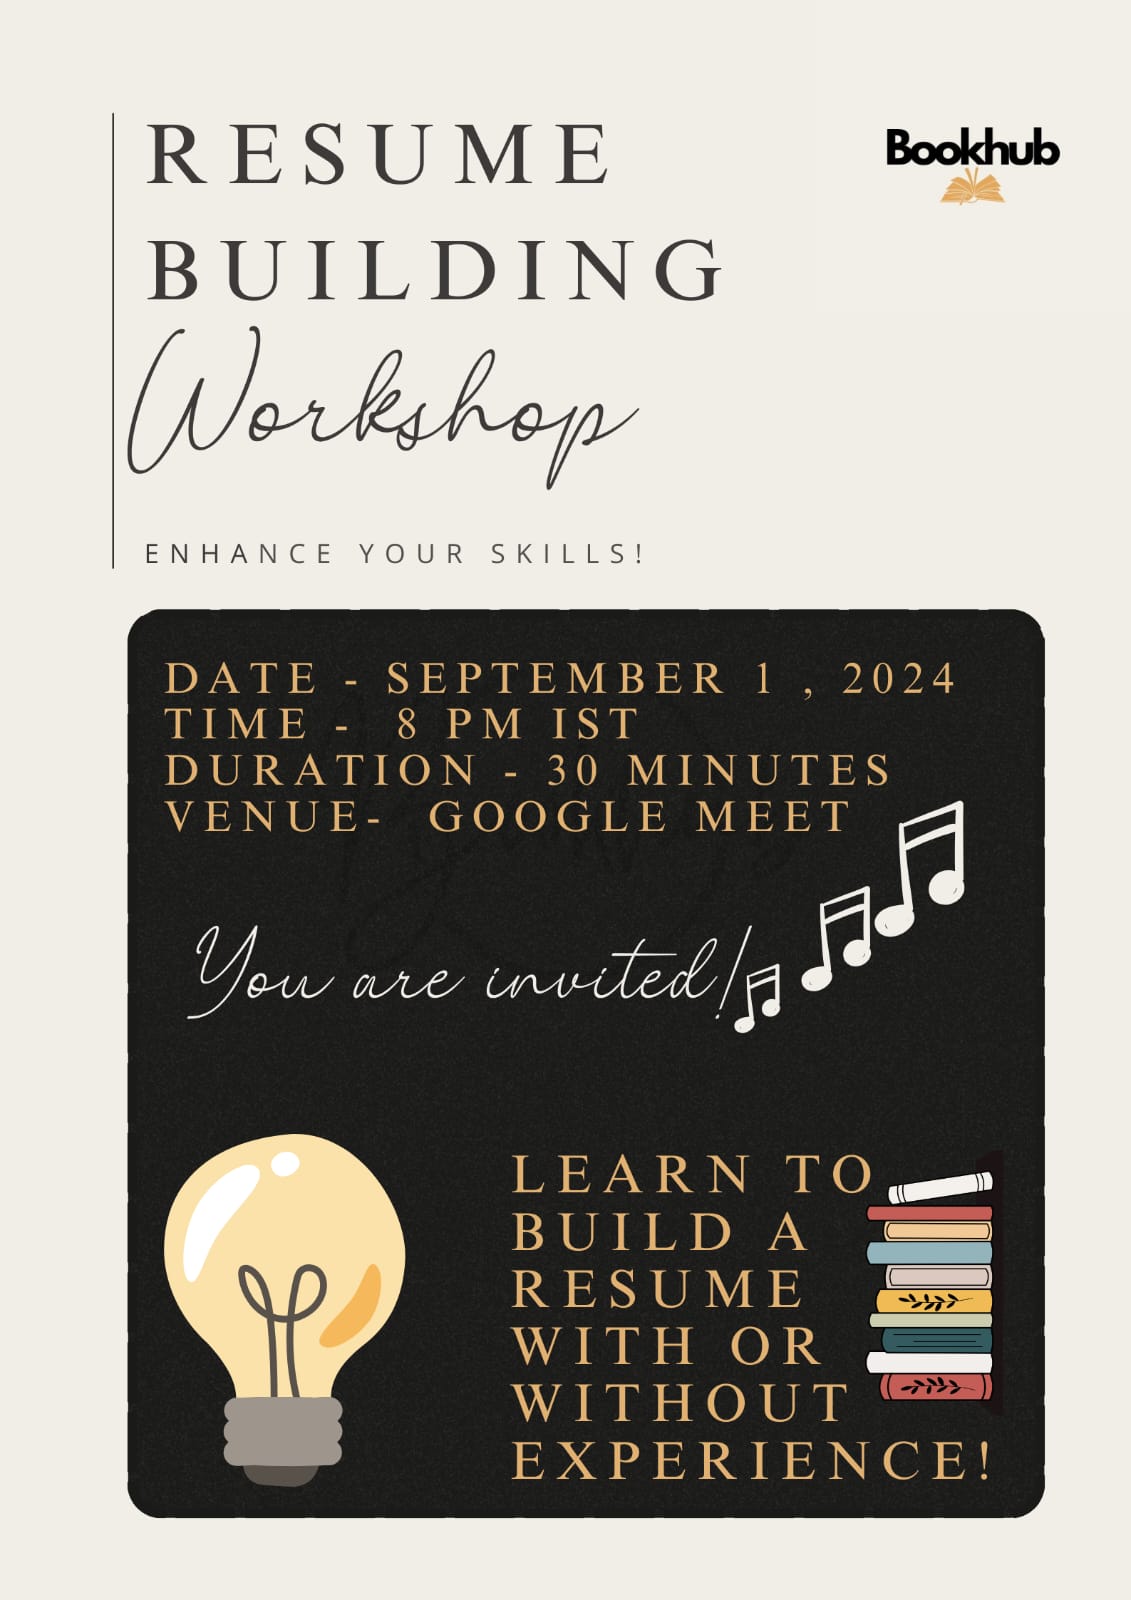 RESUME
Bookhub
BUILDING
Workshop
ENHANCE YOUR SKILLS!
DATE - SEPTEMBER 1 , 2024
TIME - 8 PM IST
DURATION - 30 MINUTES
VENUE- GOOGLE MEET
You are invited!
LEARN TO
BUILD A
RESUME
WITH OR
WITHOUT
EXPERIENCE!